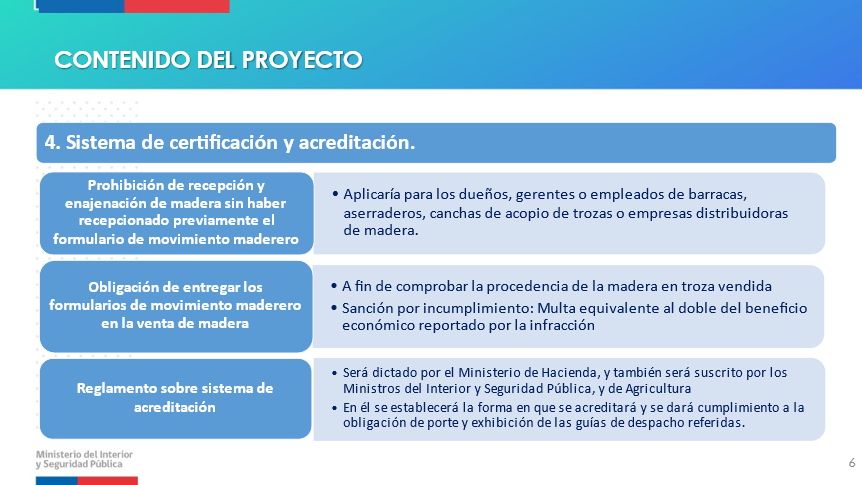 CONTENIDO DEL PROYECTO
4. Sistema de certificación y acreditación.
Prohibición de recepción y
enajenación de madera sin haber
recepcionado previamente el
formulario de movimiento maderero
• Aplicaría para los dueños, gerentes o empleados de barracas,
aserraderos, canchas de acopio de trozas o empresas distribuidoras
de madera.
Obligación de entregar los
formularios de movimiento maderero
en la venta de madera
• A fin de comprobar la procedencia de la madera en troza vendida
• Sanción por incumplimiento: Multa equivalente al doble del beneficio
económico reportado por la infracción
Reglamento sobre sistema de
acreditación
• Será dictado por el Ministerio de Hacienda, y también será suscrito por los
Ministros del Interior y Seguridad Pública, y de Agricultura
• En él se establecerá la forma en que se acreditará y se dará cumplimiento a la
obligación de porte y exhibición de las guías de despacho referidas.
Ministerio del Interior
y Seguridad Pública
6